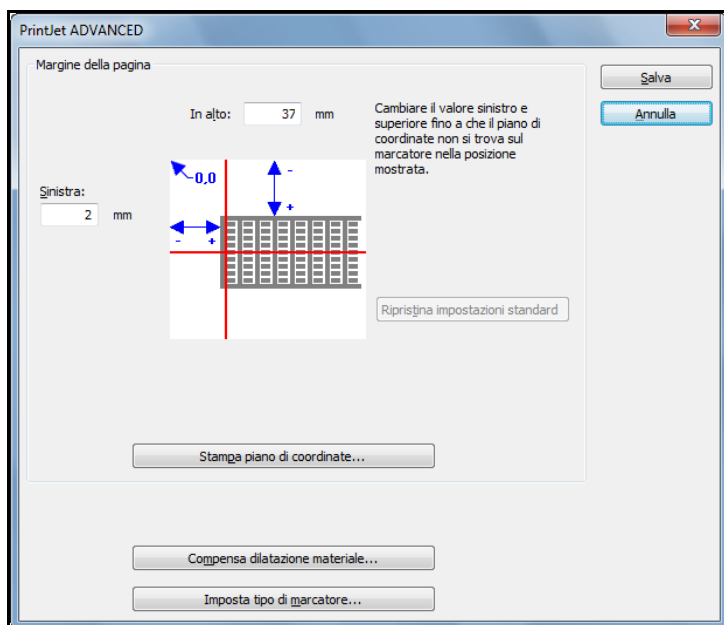 PrintJet ADVANCED
Margine della pagina
Salva
In alto: 37 mm
Annulla
Cambiare il valore sinistro e
superiore fino a che il piano di
coordinate non si trova sul
marcatore nella posizione
mostrata.
0,0
-
+
Sinistra:
2 mm
- +
Ripristina impostazioni standard
Stampa piano di coordinate...
Compensa dilatazione materiale...
Imposta tipo di marcatore...